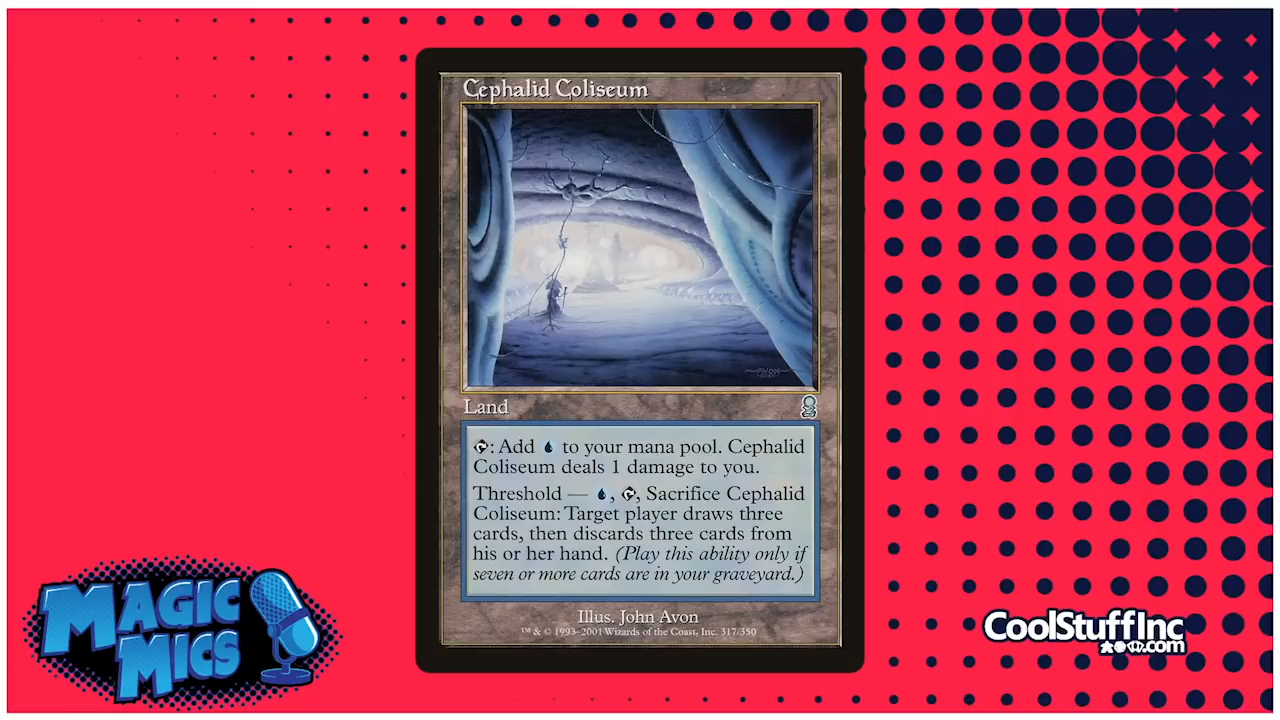 Cephalid Coliseum
Land
: Add to your mana pool. Cephalid
Coliseum deals 1 damage to you.
Threshold — , , Sacrifice Cephalid
Coliseum: Target player draws three
cards, then discards three cards from
his or her hand. (Play this ability only if
seven or more cards are in your graveyard.)
Illus. John Avon
™ & © 1993–2001 Wizards of the Coast, Inc. 317/350
MAGIC
MICS
CoolStuffInc
.com